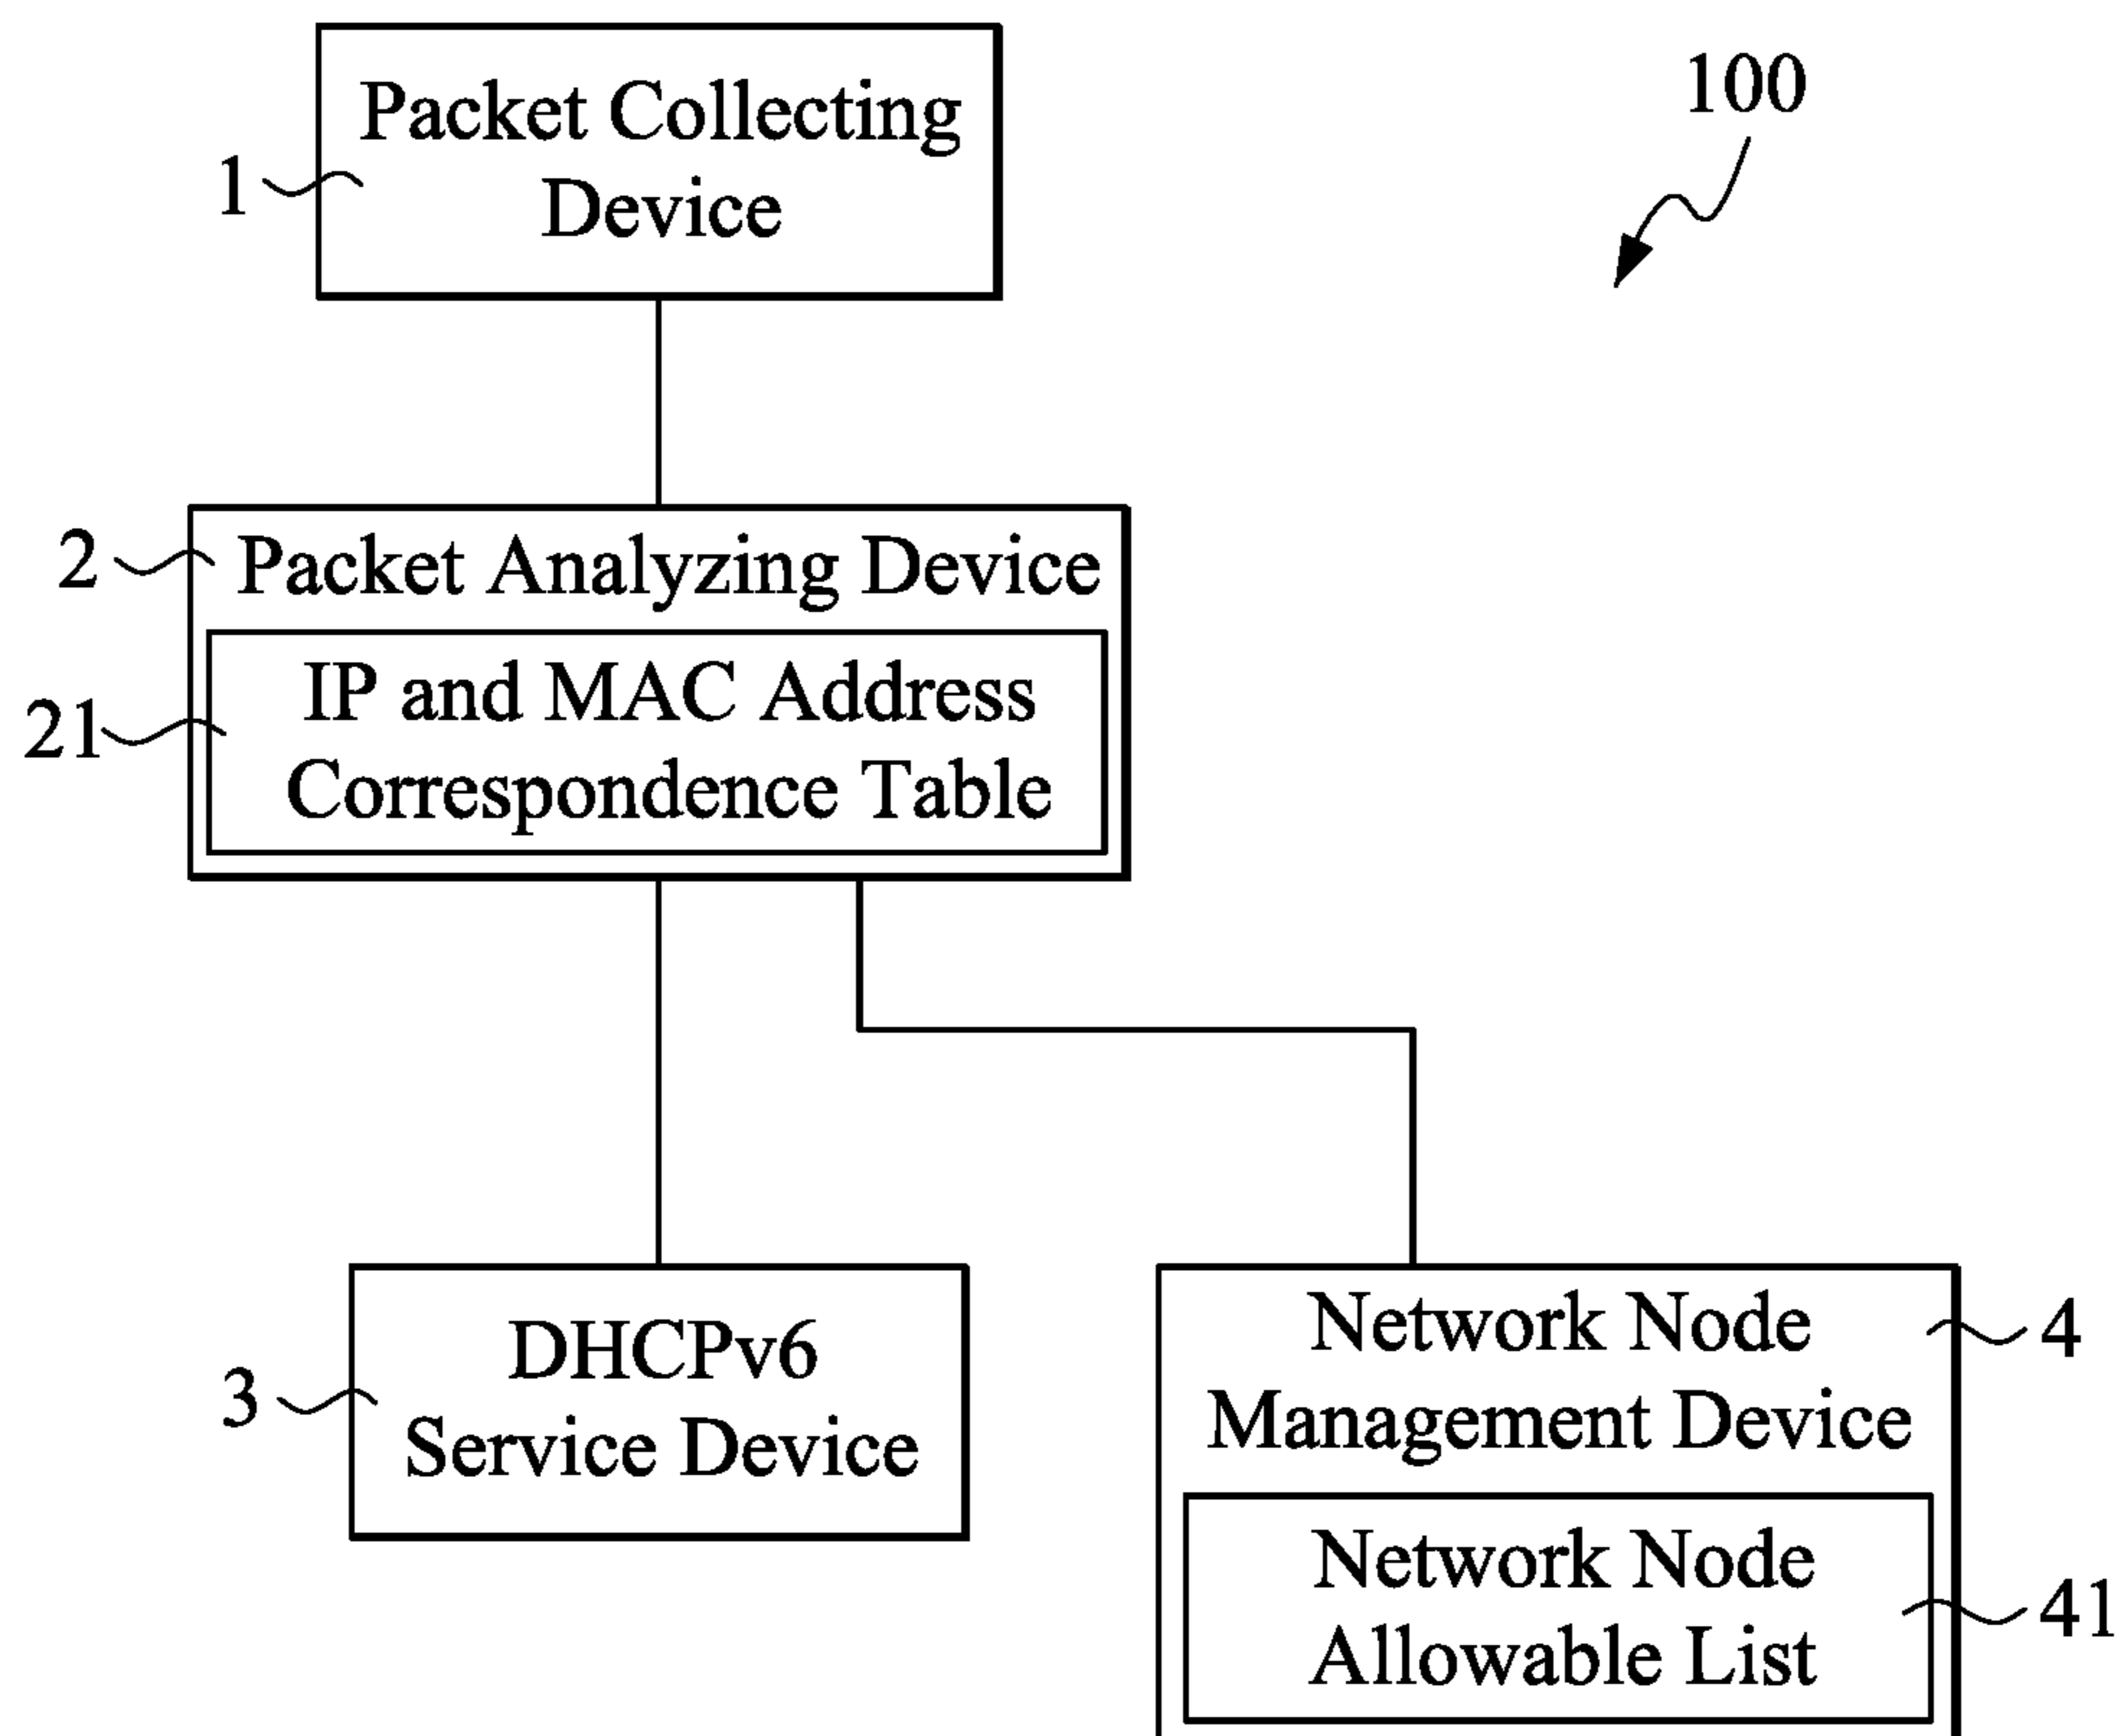 100
Packet Collecting
Device
1
2
Packet Analyzing Device
21
IP and MAC Address
Correspondence Table
3
DHCPv6
Service Device
Network Node
Management Device
4
Network Node
Allowable List
41